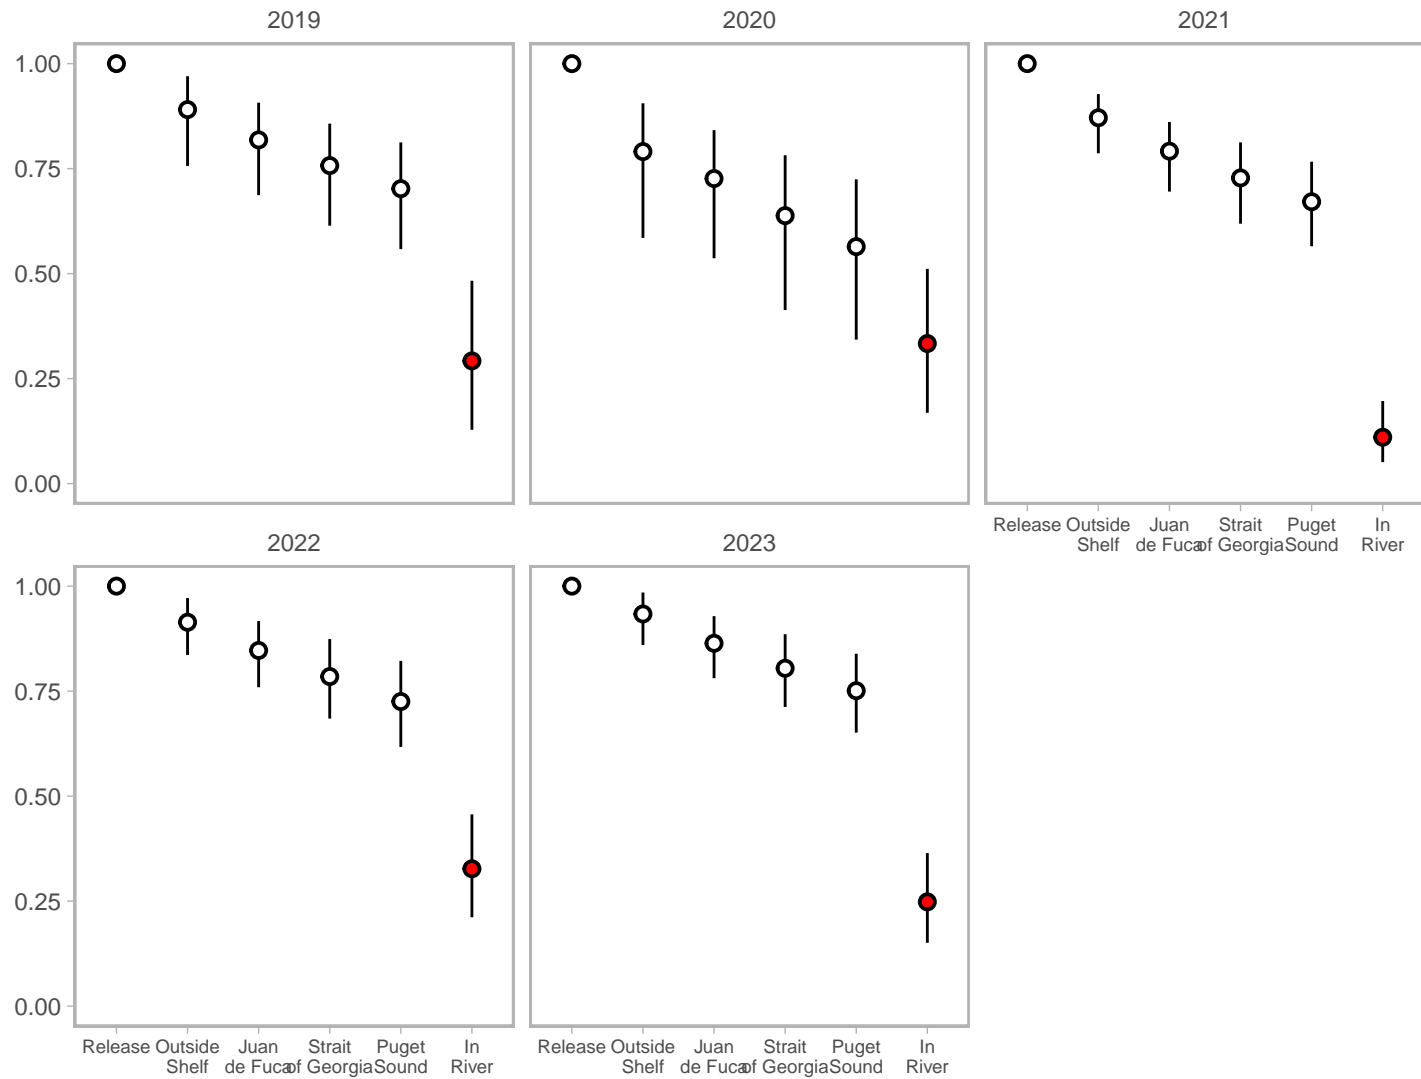 2019
2020
2021
1.00
0.75
0.50
0.25
0.00
Release Outside Juan Strait Puget In
Shelf de Fuca of Georgia Sound River
2022
2023
1.00
0.75
0.50
0.25
0.00
Release Outside Juan Strait Puget In
Shelf de Fuca of Georgia Sound River
Release Outside Juan Strait Puget In
Shelf de Fuca of Georgia Sound River